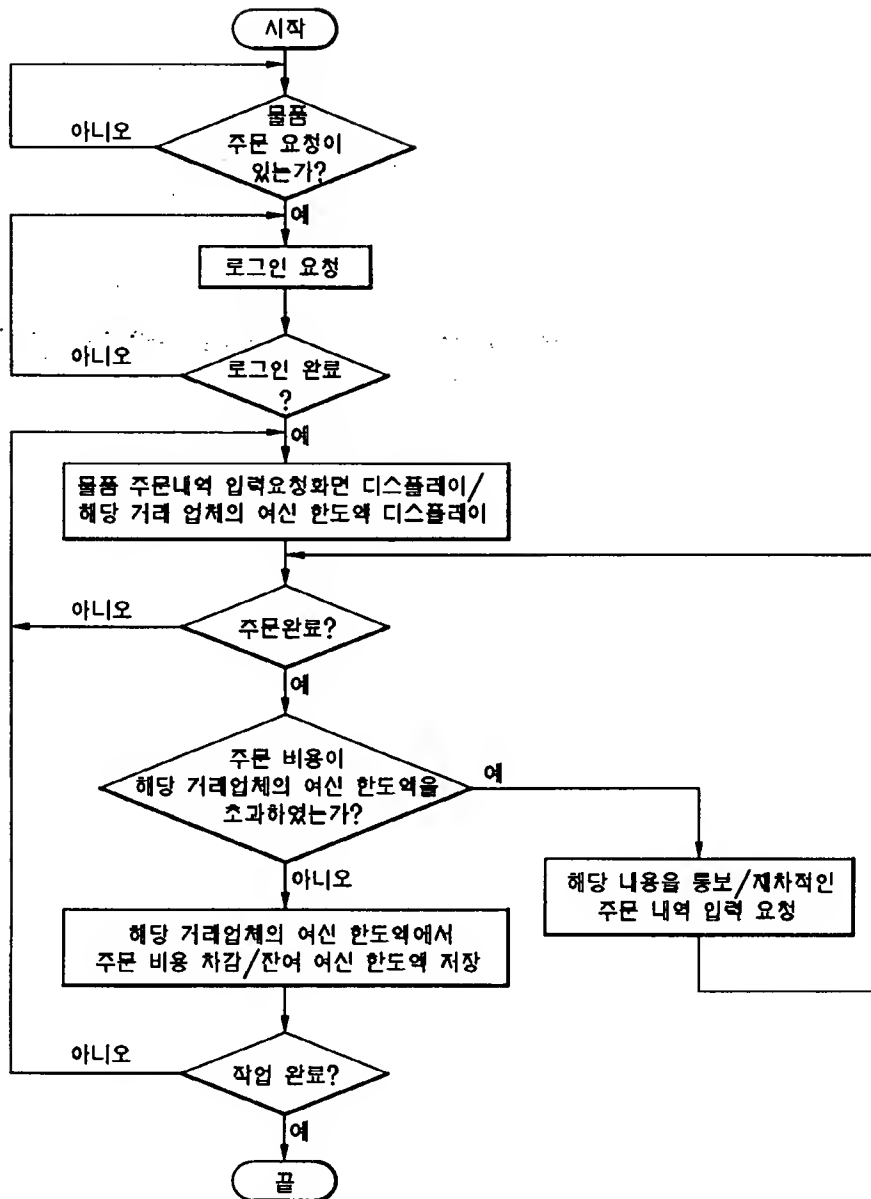 시작
아니오
물품
주문 요청이
있는가?
예
로그인 요청
아니오
로그인 완료
?
예
물품 주문내역 입력요청화면 디스플레이/
해당 거래 업체의 여신 한도액 디스플레이
아니오
주문완료?
예
주문 비용이
해당 거래업체의 여신 한도액을
초과하였는가?
예
아니오
해당 내용을 통보/재차적인
주문 내역 입력 요청
해당 거래업체의 여신 한도액에서
주문 비용 차감/잔여 여신 한도액 저장
아니오
작업 완료?
예
끝